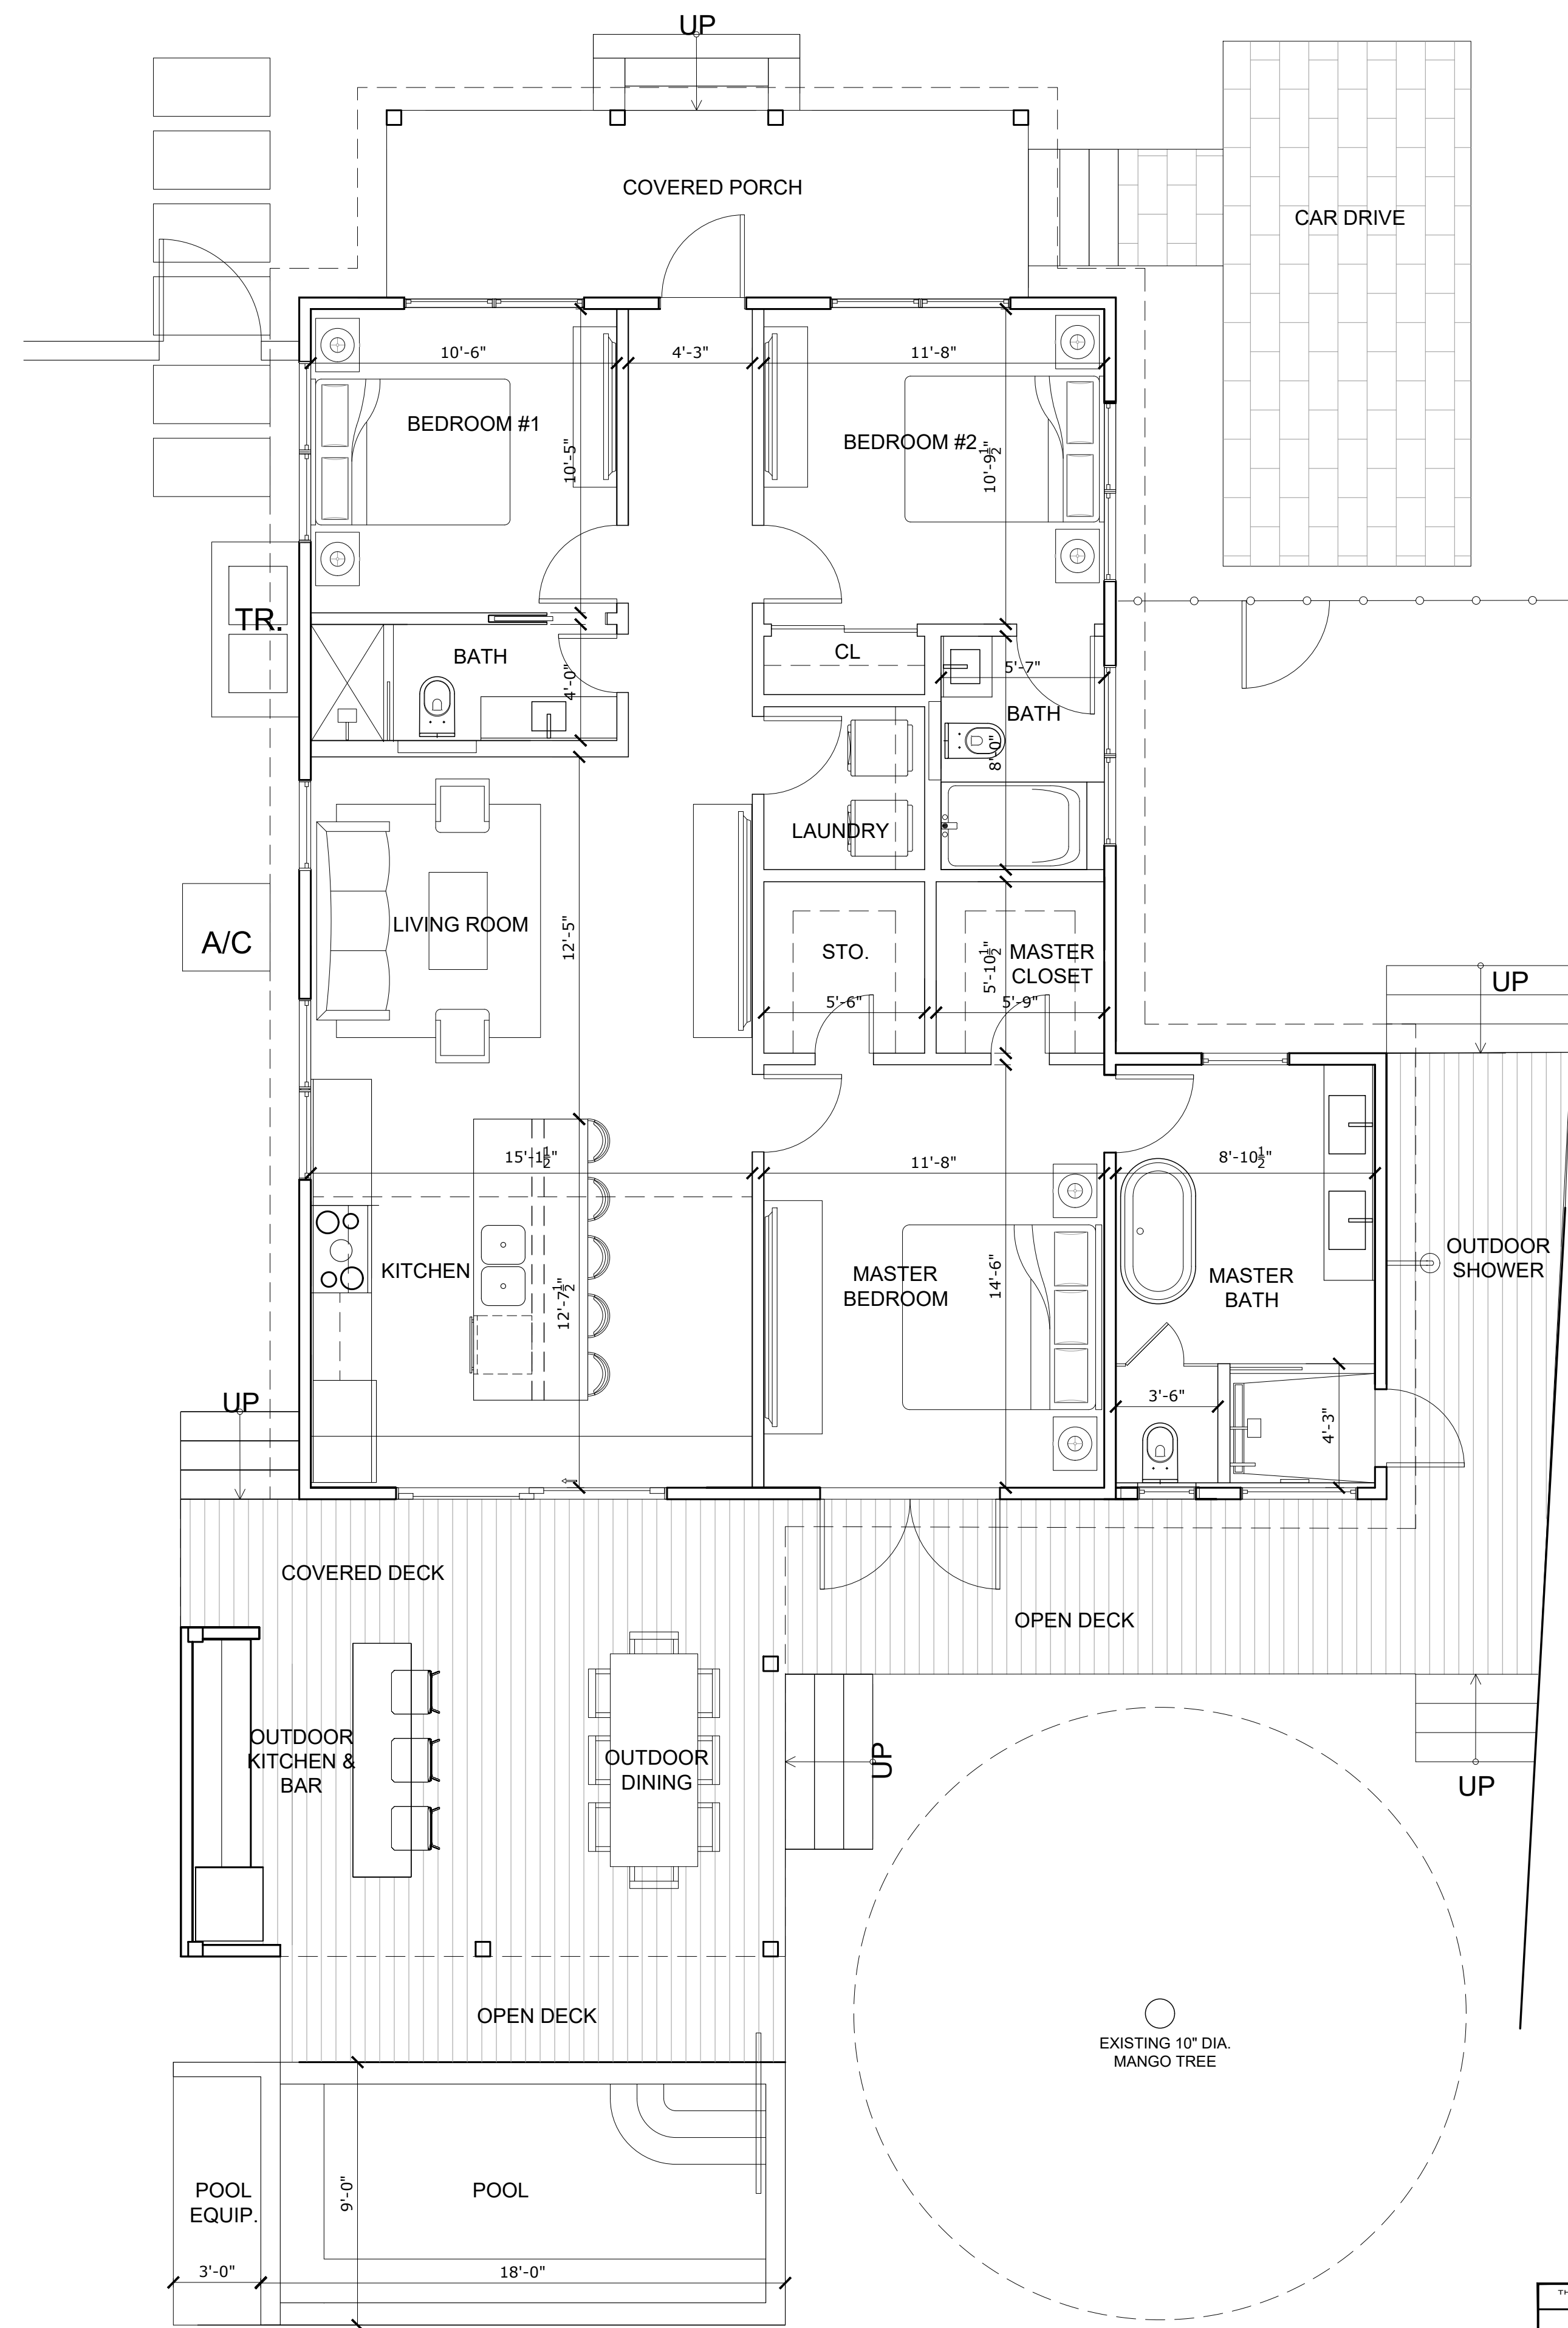 UP
COVERED PORCH
CAR DRIVE
10'-6"
4'-3"
11'-8"
BEDROOM #1
BEDROOM #2
10'-5"
10'-9½"
TR.
BATH
CL
4'-0"
5'-7"
BATH
8'-0"
LAUNDRY
LIVING ROOM
A/C
12'-5"
STO.
5'-10½"
MASTER
CLOSET
5'-6"
5'-9"
UP
15'-1½"
11'-8"
8'-10½"
KITCHEN
12'-7½"
MASTER
BEDROOM
14'-6"
MASTER
BATH
OUTDOOR
SHOWER
3'-6"
4'-3"
UP
COVERED DECK
OPEN DECK
OUTDOOR
KITCHEN &
BAR
OUTDOOR
DINING
UP
UP
OPEN DECK
EXISTING 10" DIA.
MANGO TREE
POOL
EQUIP.
9'-0"
POOL
3'-0"
18'-0"